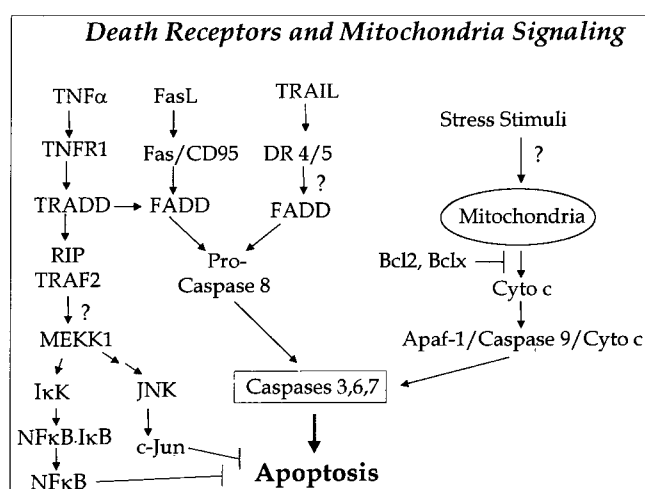 Death Receptors and Mitochondria Signaling
TNFα FasL TRAIL
Stress Stimuli
TNFR1 Fas/CD95 DR 4/5
?
?
TRADD FADD FADD
Mitochondria
RIP
TRAF2
Pro-
Caspase 8
Bcl2, Bclx
Cyto c
?
MEKK1
Apaf-1/Caspase 9/Cyto c
IκK JNK
Caspases 3,6,7
NFκB.IκB
c-Jun
NFκB
Apoptosis